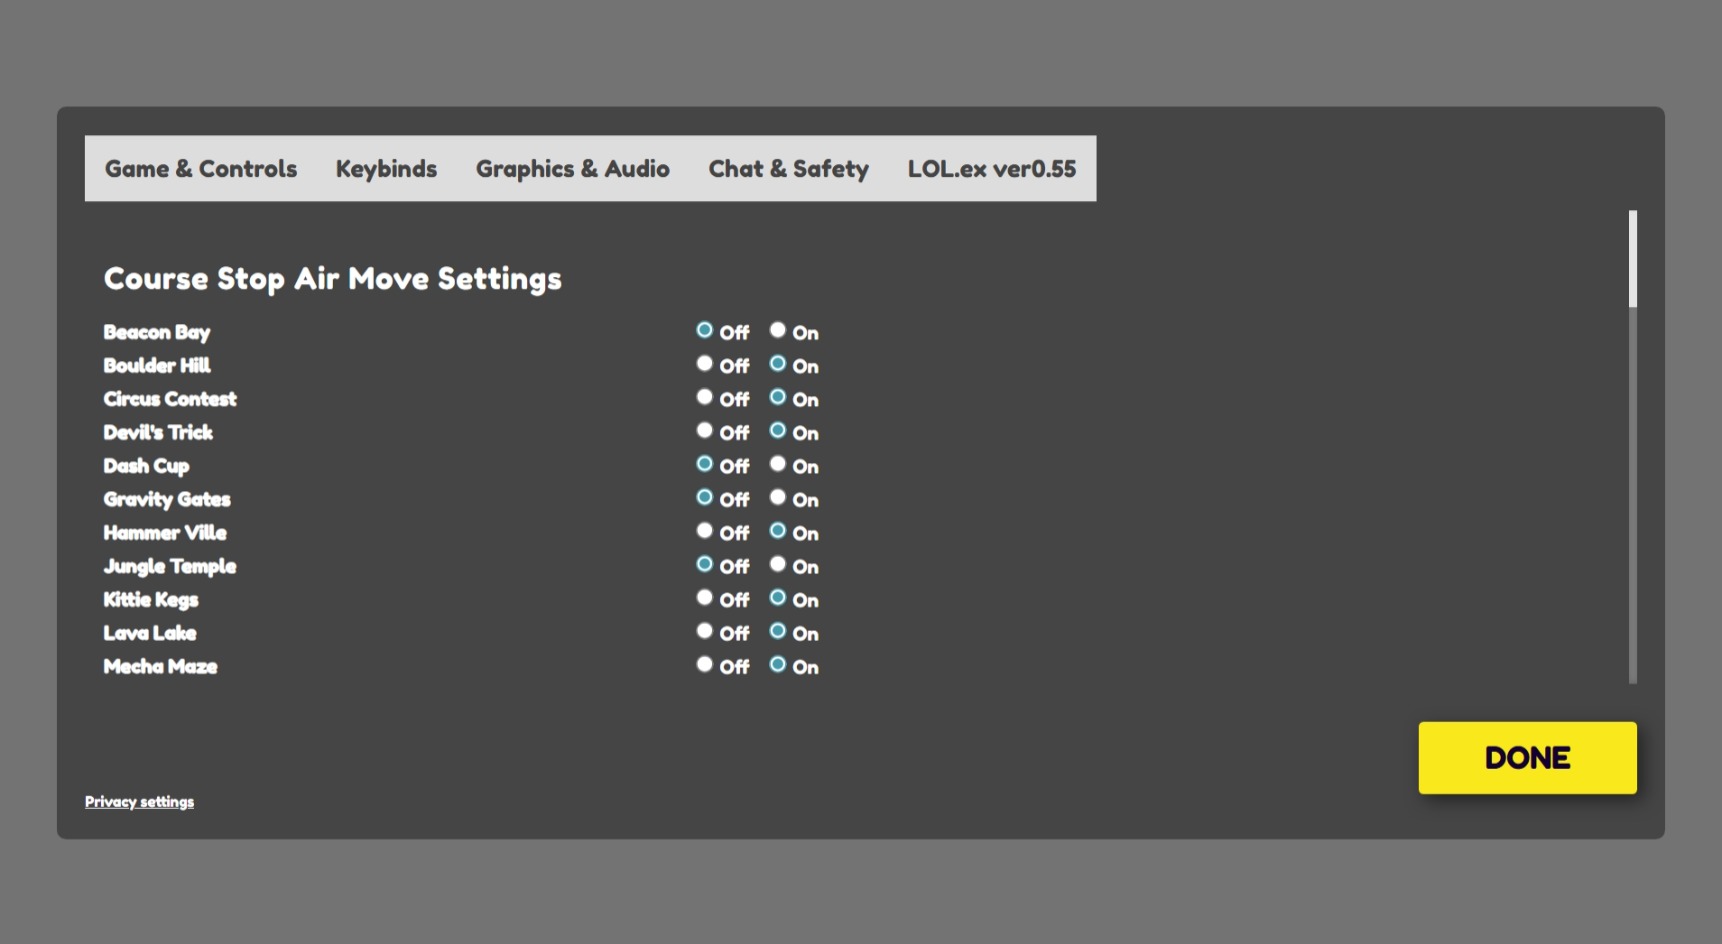 Game & Controls Keybinds Graphics & Audio Chat & Safety LOL.ex ver0.55
Course Stop Air Move Settings
Beacon Bay Off On
Boulder Hill Off On
Circus Contest Off On
Devil's Trick Off On
Dash Cup Off On
Gravity Gates Off On
Hammer Ville Off On
Jungle Temple Off On
Kittie Kegs Off On
Lava Lake Off On
Mecha Maze Off On
DONE
Privacy settings